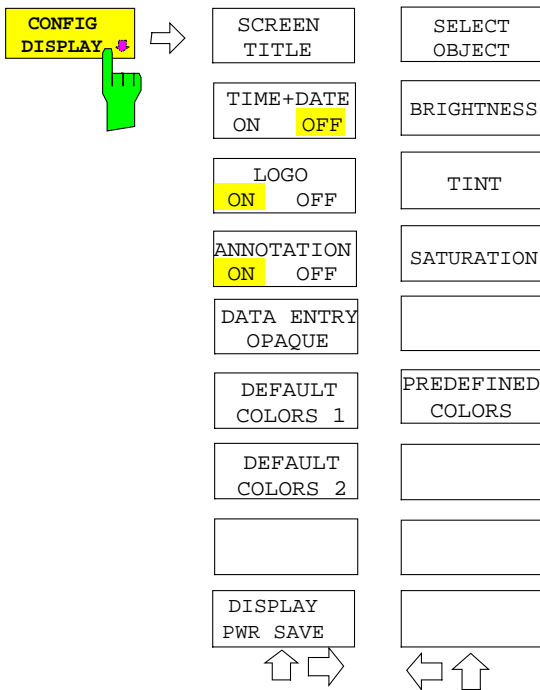 CONFIG
DISPLAY
SCREEN
TITLE
TIME+DATE
ON OFF
LOGO
ON OFF
ANNOTATION
ON OFF
DATA ENTRY
OPAQUE
DEFAULT
COLORS 1
DEFAULT
COLORS 2
DISPLAY
PWR SAVE
SELECT
OBJECT
BRIGHTNESS
TINT
SATURATION
PREDEFINED
COLORS